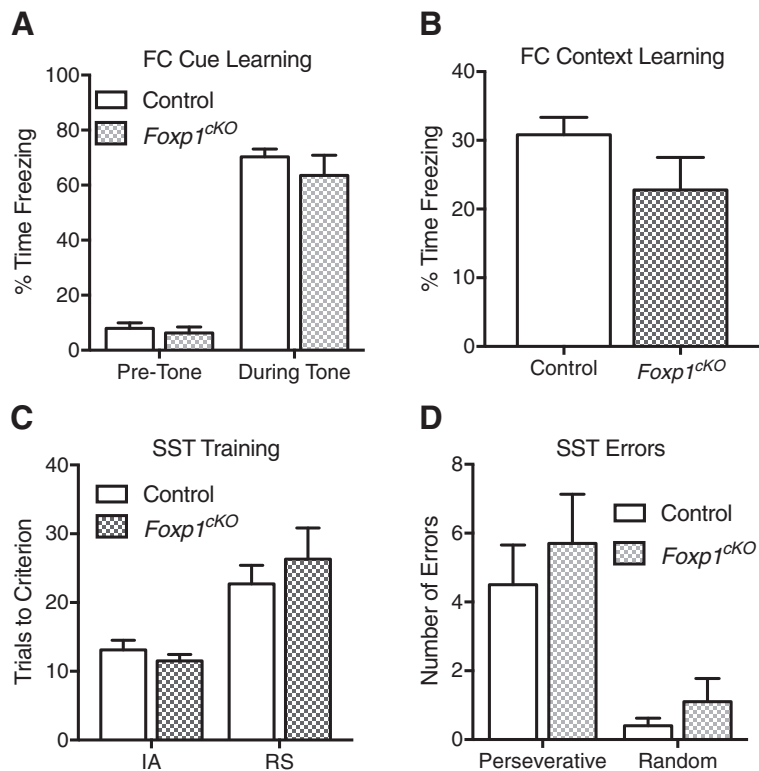 A
FC Cue Learning
% Time Freezing
100
80
60
40
20
0
Control
Foxp1cKO
Pre-Tone During Tone
B
FC Context Learning
% Time Freezing
40
30
20
10
0
Control Foxp1cKO
C
SST Training
Trials to Criterion
40
30
20
10
0
Control
Foxp1cKO
IA RS
D
SST Errors
Number of Errors
8
6
4
2
0
Control
Foxp1cKO
Perseverative Random